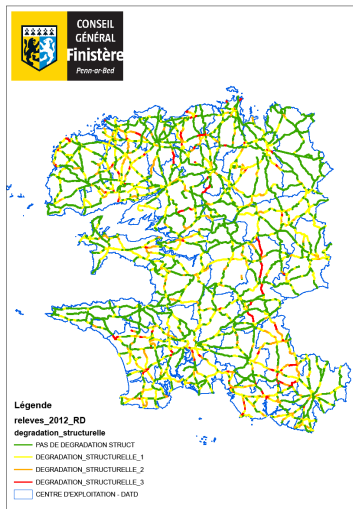 CONSEIL
GÉNÉRAL
Finistère
Penn-ar-Bed
Légende
releves_2012_RD
degradation_structurelle
PAS DE DEGRADATION STRUCT
DEGRADATION_STRUCTURELLE_1
DEGRADATION_STRUCTURELLE_2
DEGRADATION_STRUCTURELLE_3
CENTRE D'EXPLOITATION - DATD